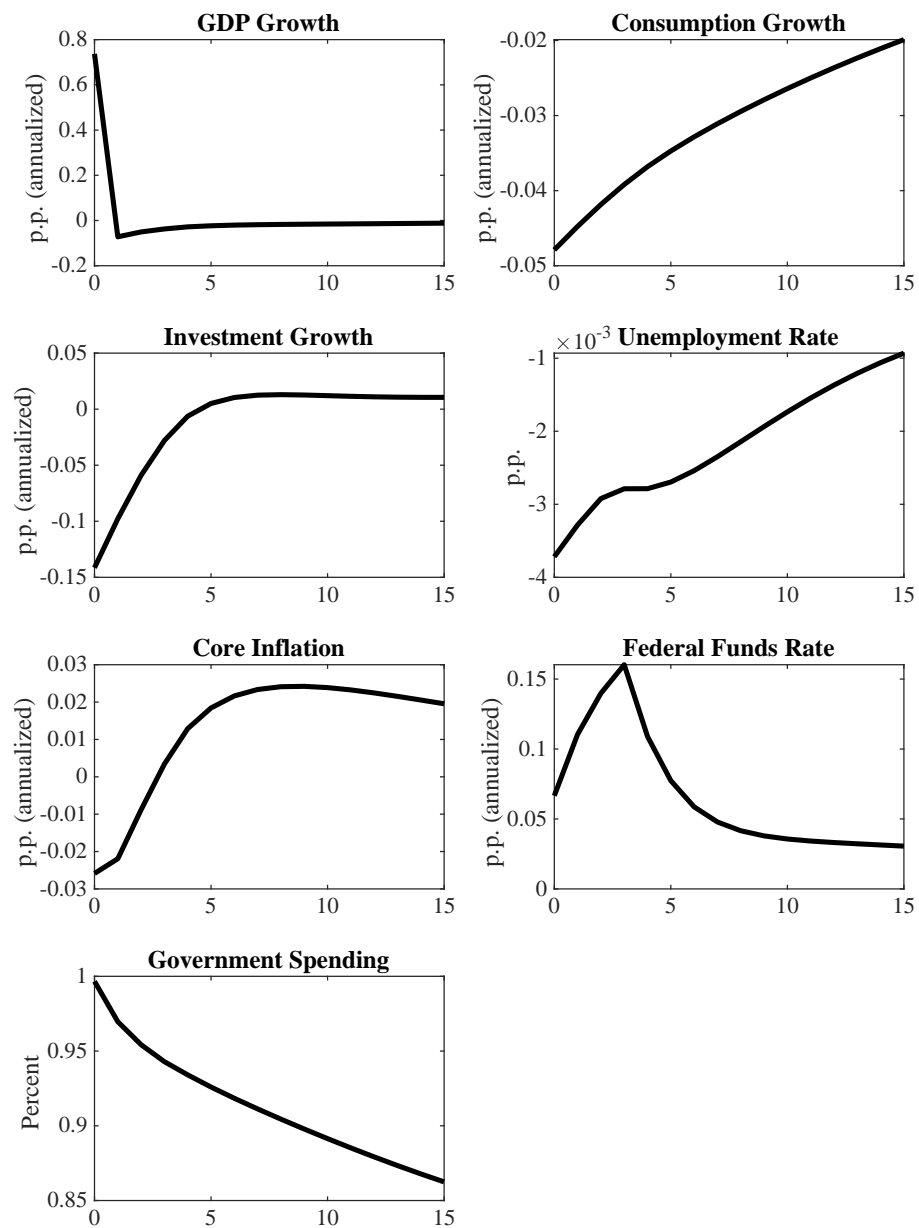 GDP Growth
p.p. (annualized)
0.8
0.6
0.4
0.2
0
-0.2
0 5 10 15
Consumption Growth
p.p. (annualized)
-0.02
-0.03
-0.04
-0.05
0 5 10 15
Investment Growth
p.p. (annualized)
0.05
0
-0.05
-0.1
-0.15
0 5 10 15
×10⁻³ Unemployment Rate
p.p.
-1
-2
-3
-4
0 5 10 15
Core Inflation
p.p. (annualized)
0.03
0.02
0.01
0
-0.01
-0.02
-0.03
0 5 10 15
Federal Funds Rate
p.p. (annualized)
0.15
0.1
0.05
0
0 5 10 15
Government Spending
Percent
1
0.95
0.9
0.85
0 5 10 15